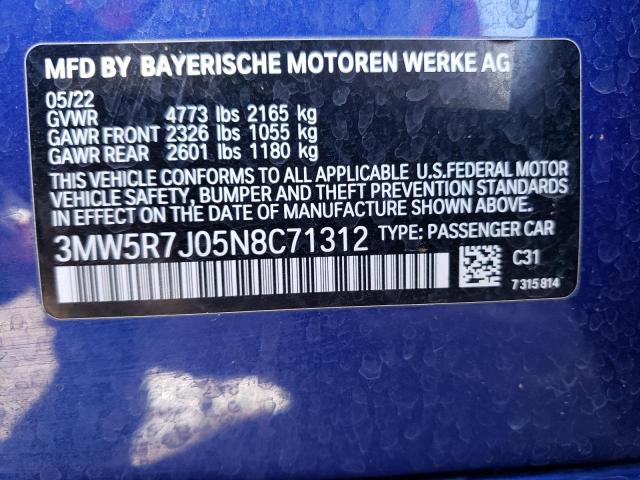 MFD BY BAYERISCHE MOTOREN WERKE AG
05/22
GVWR 4773 lbs 2165 kg
GAWR FRONT 2326 lbs 1055 kg
GAWR REAR 2601 lbs 1180 kg
THIS VEHICLE CONFORMS TO ALL APPLICABLE U.S.FEDERAL MOTOR
VEHICLE SAFETY, BUMPER AND THEFT PREVENTION STANDARDS
IN EFFECT ON THE DATE OF MANUFACTURE SHOWN ABOVE.
3MW5R7J05N8C71312 TYPE: PASSENGER CAR
C31
7 315 814